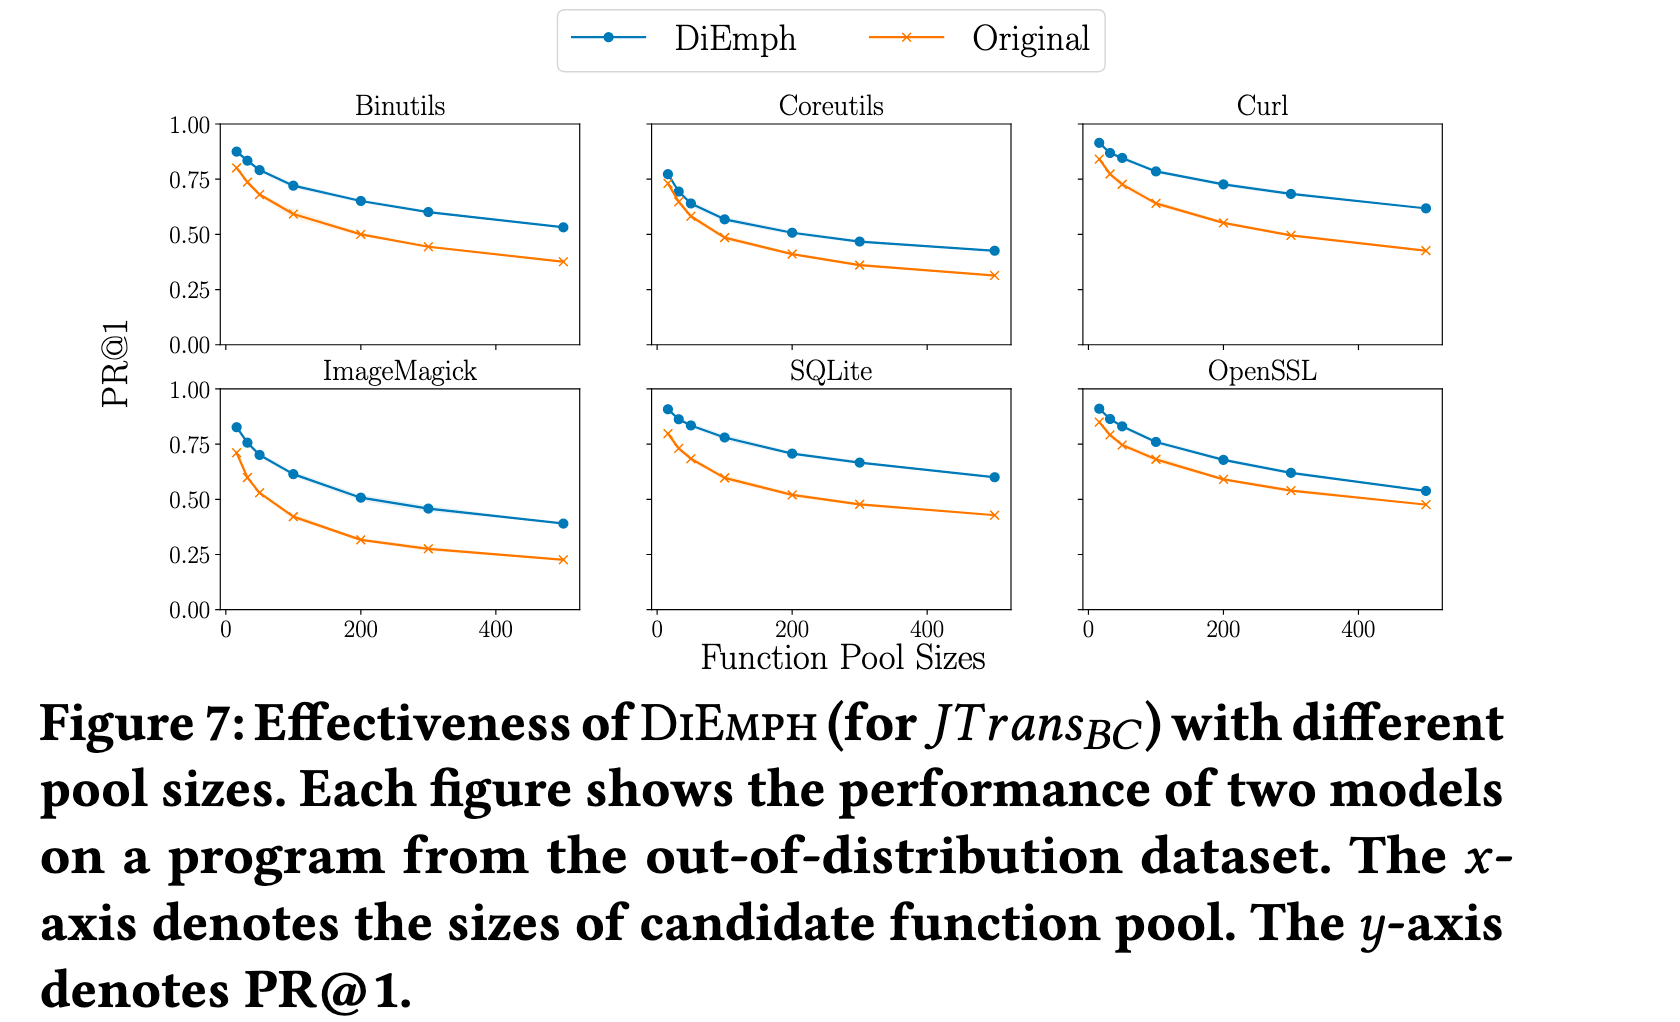 DiEmph Original
Binutils Coreutils Curl
1.00
0.75
0.50
0.25
0.00
PR@1
ImageMagick SQLite OpenSSL
1.00
0.75
0.50
0.25
0.00
0 200 400 0 200 400 0 200 400
Function Pool Sizes
Figure 7: Effectiveness of DiEmph (for JTransBC) with different
pool sizes. Each figure shows the performance of two models
on a program from the out-of-distribution dataset. The x-
axis denotes the sizes of candidate function pool. The y-axis
denotes PR@1.